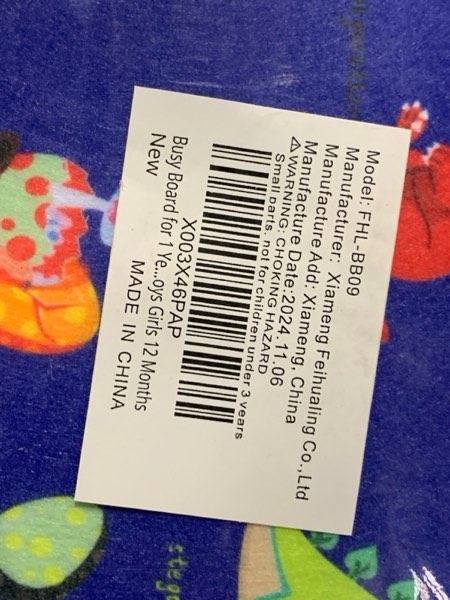 Model: FHL-BB09
Manufacturer: Xiameng Feihualing Co.,Ltd
Manufacture Add: Xiameng, China
Manufacture Date:2024.11.06
⚠WARNING: CHOKING HAZARD
Small parts, not for children under 3 years
X003X46PAP
Busy Board for 1 Ye...oys Girls 12 Months
New
MADE IN CHINA
stego